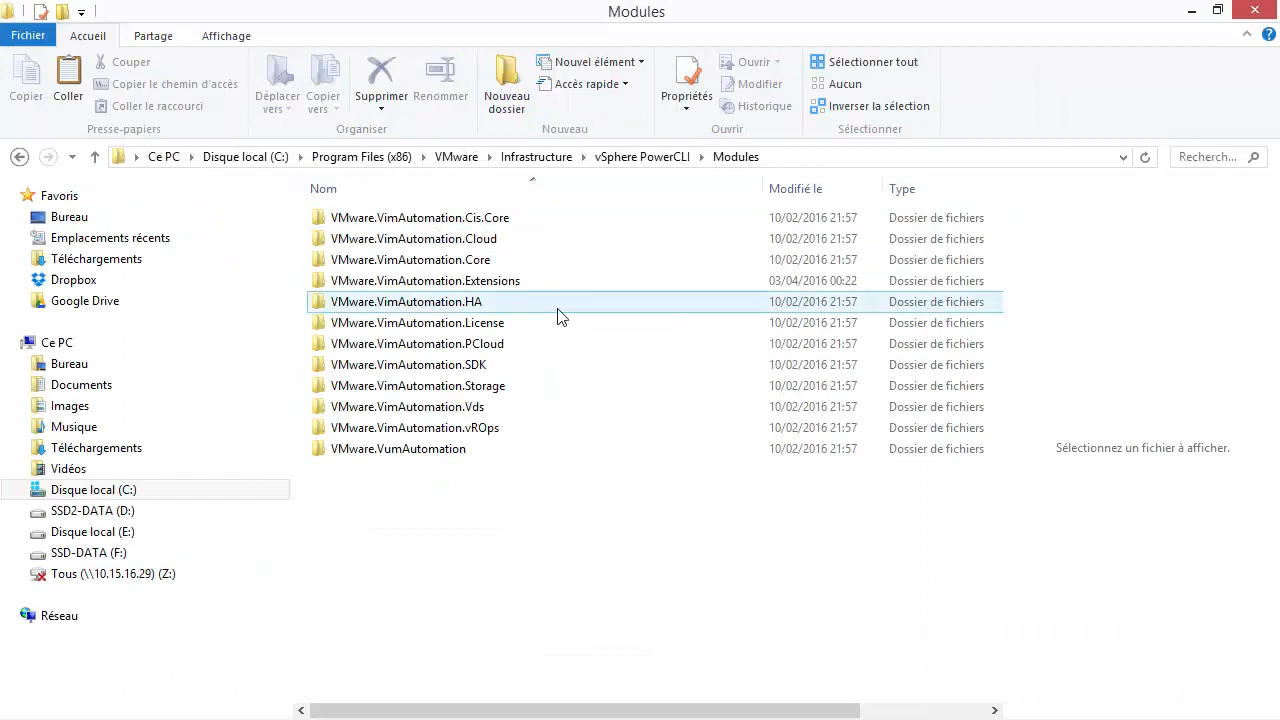 Modules
Fichier Accueil Partage Affichage
Copier
Coller
Couper
Copier le chemin d'accès
Coller le raccourci
Presse-papiers
Déplacer vers
Copier vers
Supprimer
Renommer
Organiser
Nouveau dossier
Nouvel élément
Accès rapide
Nouveau
Propriétés
Ouvrir
Modifier
Historique
Ouvrir
Sélectionner tout
Aucun
Inverser la sélection
Sélectionner
Ce PC Disque local (C:) Program Files (x86) VMware Infrastructure vSphere PowerCLI Modules
Recherch...
Favoris
Bureau
Emplacements récents
Téléchargements
Dropbox
Google Drive
Ce PC
Bureau
Documents
Images
Musique
Téléchargements
Vidéos
Disque local (C:)
SSD2-DATA (D:)
Disque local (E:)
SSD-DATA (F:)
Tous (\\10.15.16.29) (Z:)
Réseau
Nom Modifié le Type
VMware.VimAutomation.Cis.Core 10/02/2016 21:57 Dossier de fichiers
VMware.VimAutomation.Cloud 10/02/2016 21:57 Dossier de fichiers
VMware.VimAutomation.Core 10/02/2016 21:57 Dossier de fichiers
VMware.VimAutomation.Extensions 03/04/2016 00:22 Dossier de fichiers
VMware.VimAutomation.HA 10/02/2016 21:57 Dossier de fichiers
VMware.VimAutomation.License 10/02/2016 21:57 Dossier de fichiers
VMware.VimAutomation.PCloud 10/02/2016 21:57 Dossier de fichiers
VMware.VimAutomation.SDK 10/02/2016 21:57 Dossier de fichiers
VMware.VimAutomation.Storage 10/02/2016 21:57 Dossier de fichiers
VMware.VimAutomation.Vds 10/02/2016 21:57 Dossier de fichiers
VMware.VimAutomation.vROps 10/02/2016 21:57 Dossier de fichiers
VMware.VumAutomation 10/02/2016 21:57 Dossier de fichiers
Sélectionnez un fichier à afficher.